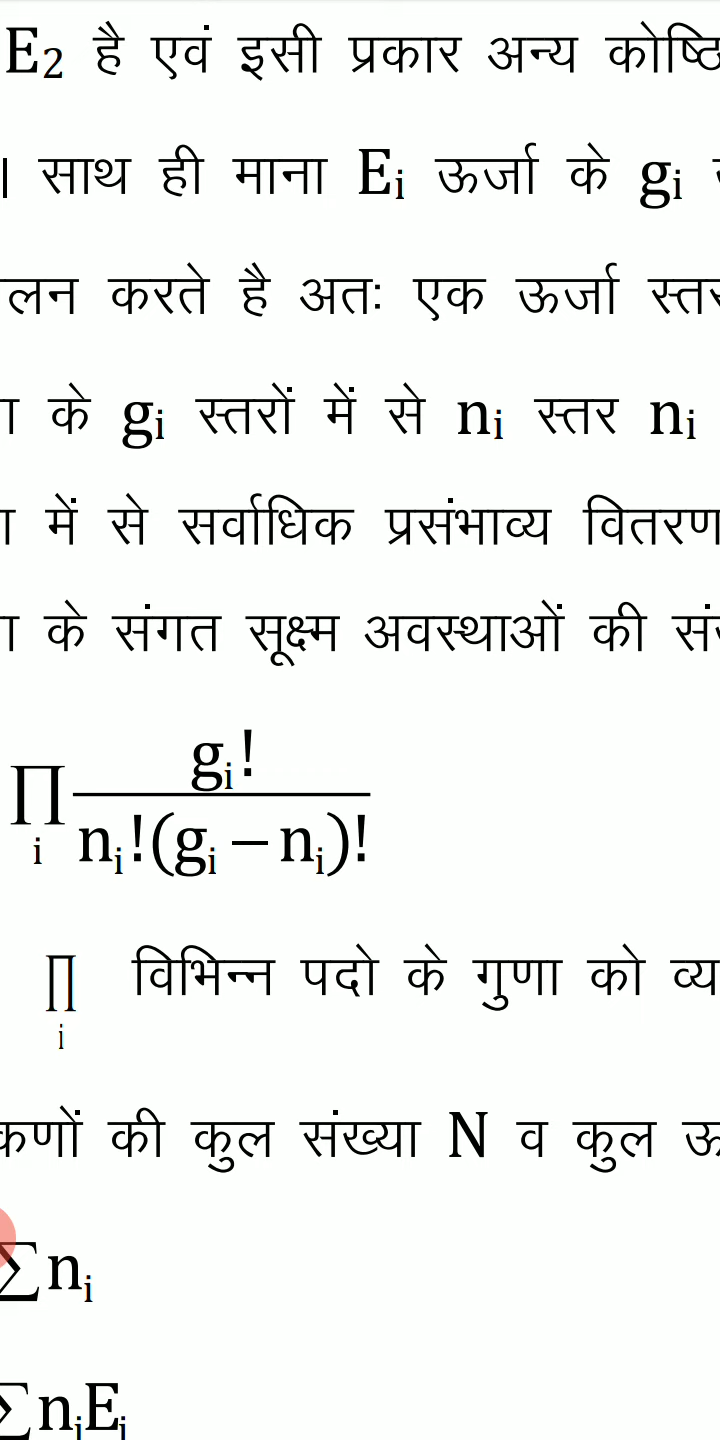 E₂ है एवं इसी प्रकार अन्य
। साथ ही माना Eᵢ ऊर्जा के gᵢ
करते है अतः एक ऊर्जा
के gᵢ स्तरों में से nᵢ स्तर nᵢ
में से सर्वाधिक प्रसंभाव्य वितरण
के संगत सूक्ष्म अवस्थाओं की
∏ᵢ gᵢ! / nᵢ!(gᵢ − nᵢ)!
∏ᵢ विभिन्न पदो के गुणा को
कणों की कुल संख्या N व कुल
∑nᵢ
∑nᵢEᵢ